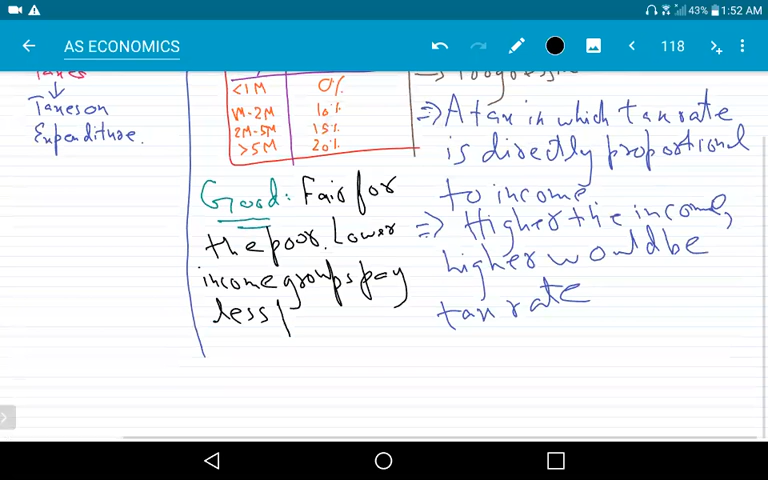 43% 1:52 AM
AS ECONOMICS
118
Taxes
Taxes on
Expenditure.
<1M 0%
1M-2M 10%
2M-5M 15%
>5M 20%
Good: Fair for
the poor. Lower
income groups pay
less/
⇒ Progressive
⇒ A tax in which tax rate
is directly proportional
to income
⇒ Higher the income,
higher would be
tax rate